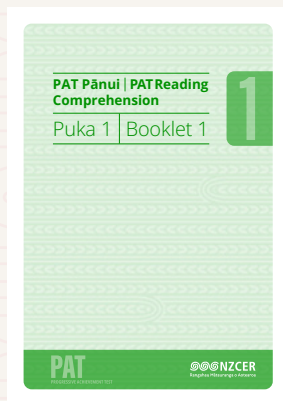 PAT Pānui | PAT Reading
Comprehension
1
Puka 1 | Booklet 1
PAT
PROGRESSIVE ACHIEVEMENT TEST
NZCER
Rangahau Mātauranga o Aotearoa